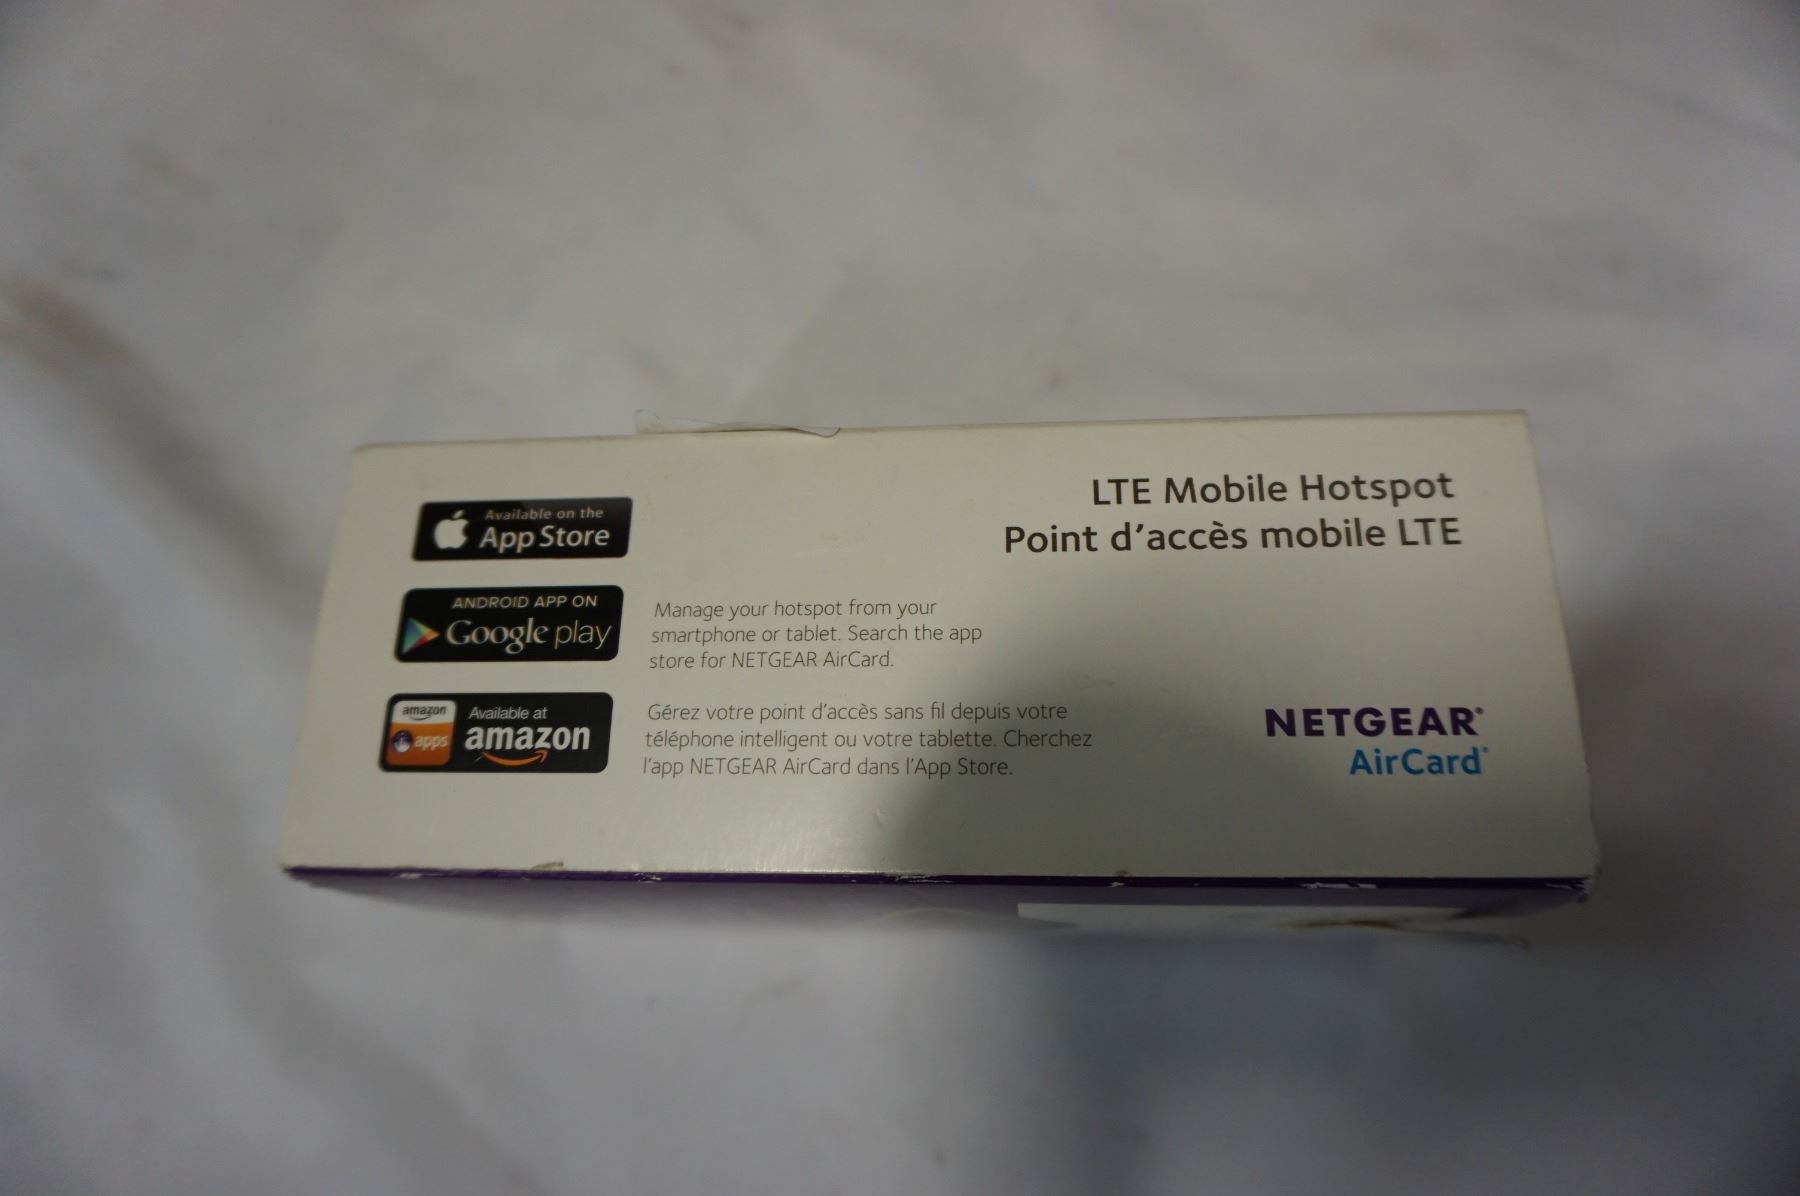 LTE Mobile Hotspot
Point d'accès mobile LTE
Available on the
App Store
ANDROID APP ON
Google play
amazon
apps
Available at
amazon
Manage your hotspot from your
smartphone or tablet. Search the app
store for NETGEAR AirCard.
Gérez votre point d'accès sans fil depuis votre
téléphone intelligent ou votre tablette. Cherchez
l'app NETGEAR AirCard dans l'App Store.
NETGEAR®
AirCard®